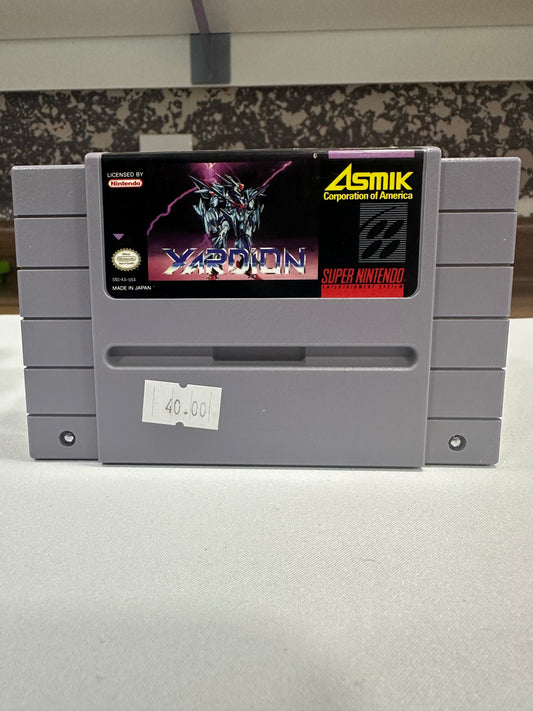 LICENSED BY
Nintendo
ASMIK
Corporation of America
XARDION
SNS-XA-USA
MADE IN JAPAN
SUPER NINTENDO
ENTERTAINMENT SYSTEM
40.00